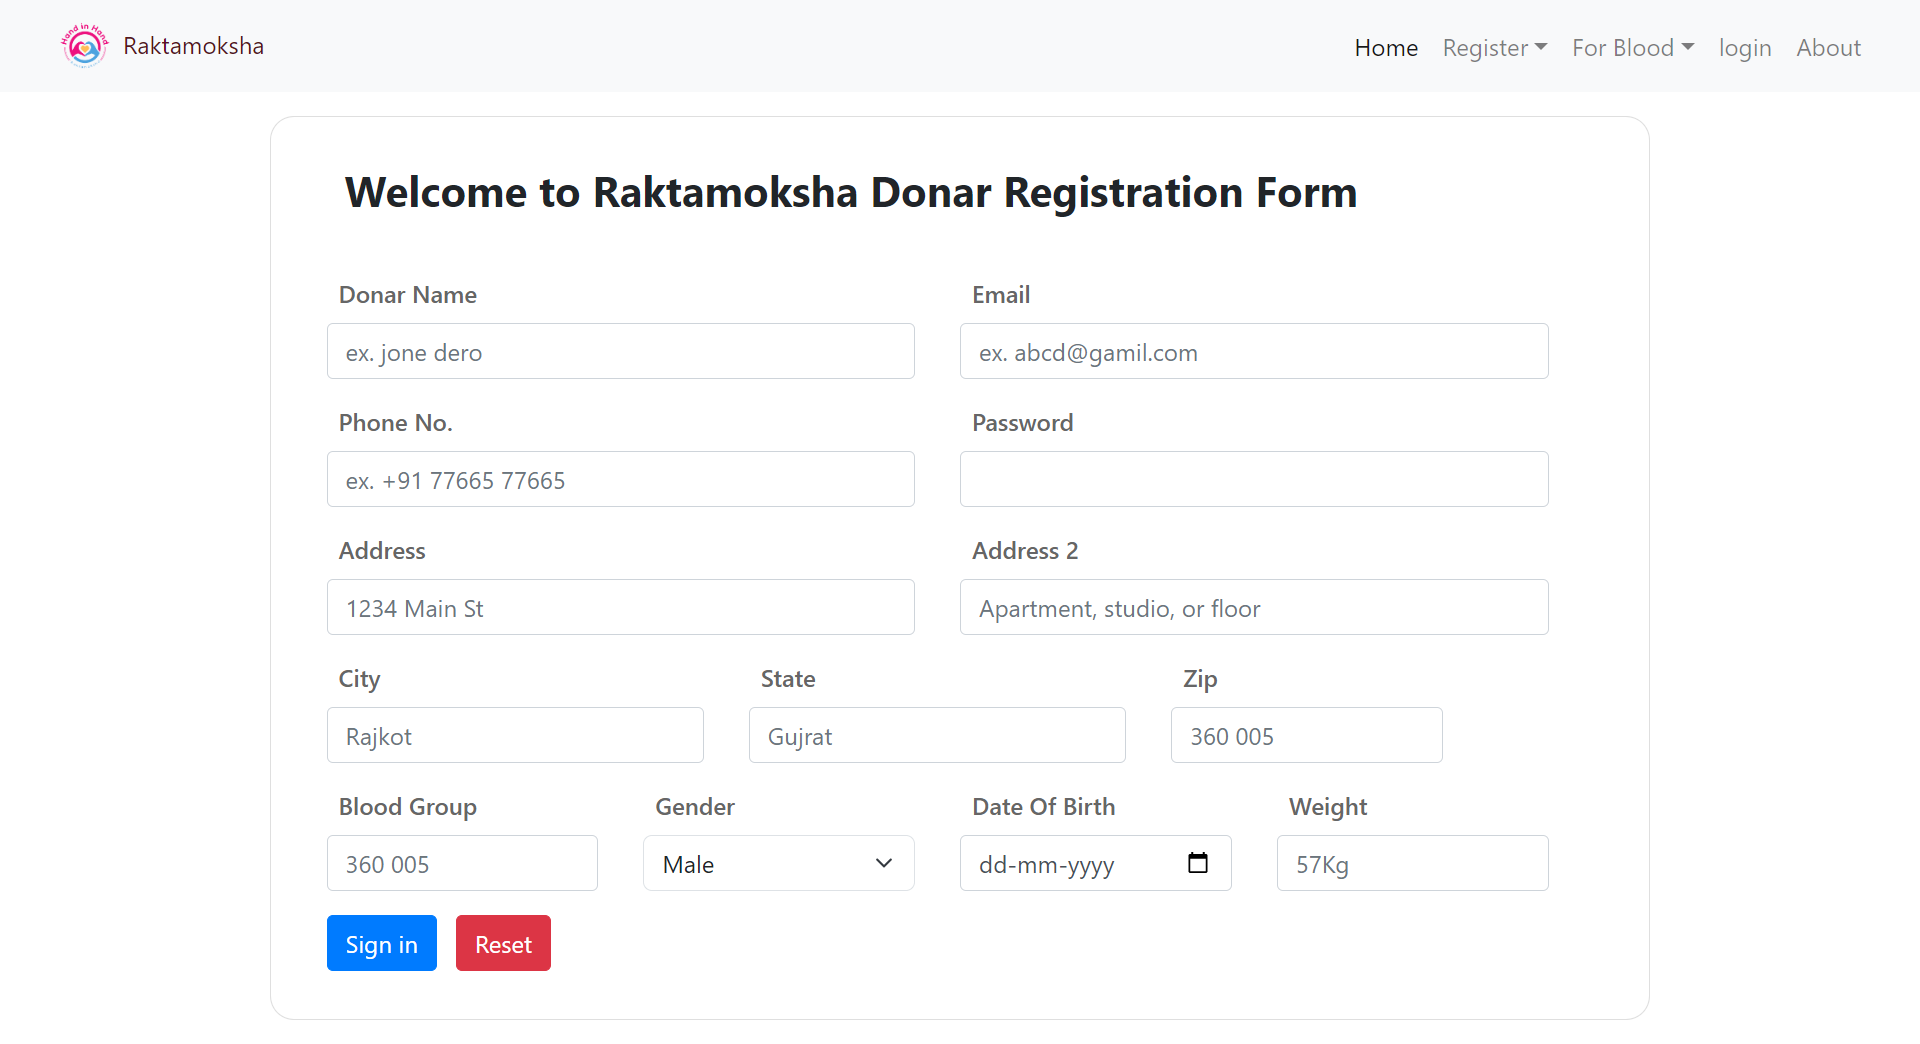 Hand in Hand
Raktamoksha
Home Register For Blood login About
Welcome to Raktamoksha Donar Registration Form
Donar Name Email
ex. jone dero ex. abcd@gamil.com
Phone No. Password
ex. +91 77665 77665
Address Address 2
1234 Main St Apartment, studio, or floor
City State Zip
Rajkot Gujrat 360 005
Blood Group Gender Date Of Birth Weight
360 005 Male dd-mm-yyyy 57Kg
Sign in Reset